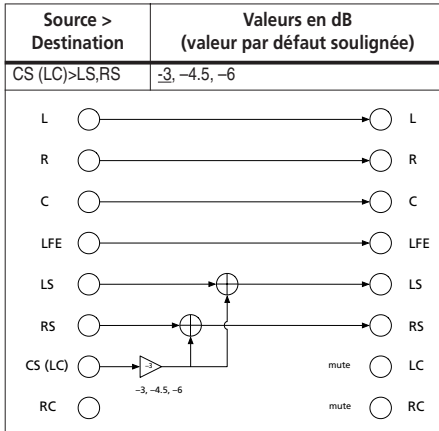 Source > Destination
Valeurs en dB
(valeur par défaut soulignée)
CS (LC)>LS,RS
-3, –4.5, –6
L
L
R
R
C
C
LFE
LFE
LS
LS
RS
RS
CS (LC)
–3
mute
LC
–3, –4.5, –6
RC
mute
RC